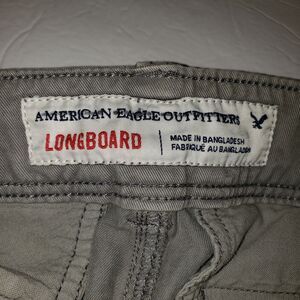 AMERICAN EAGLE OUTFITTERS
LONGBOARD
MADE IN BANGLADESH
FABRIQUÉ AU BANGLADESH